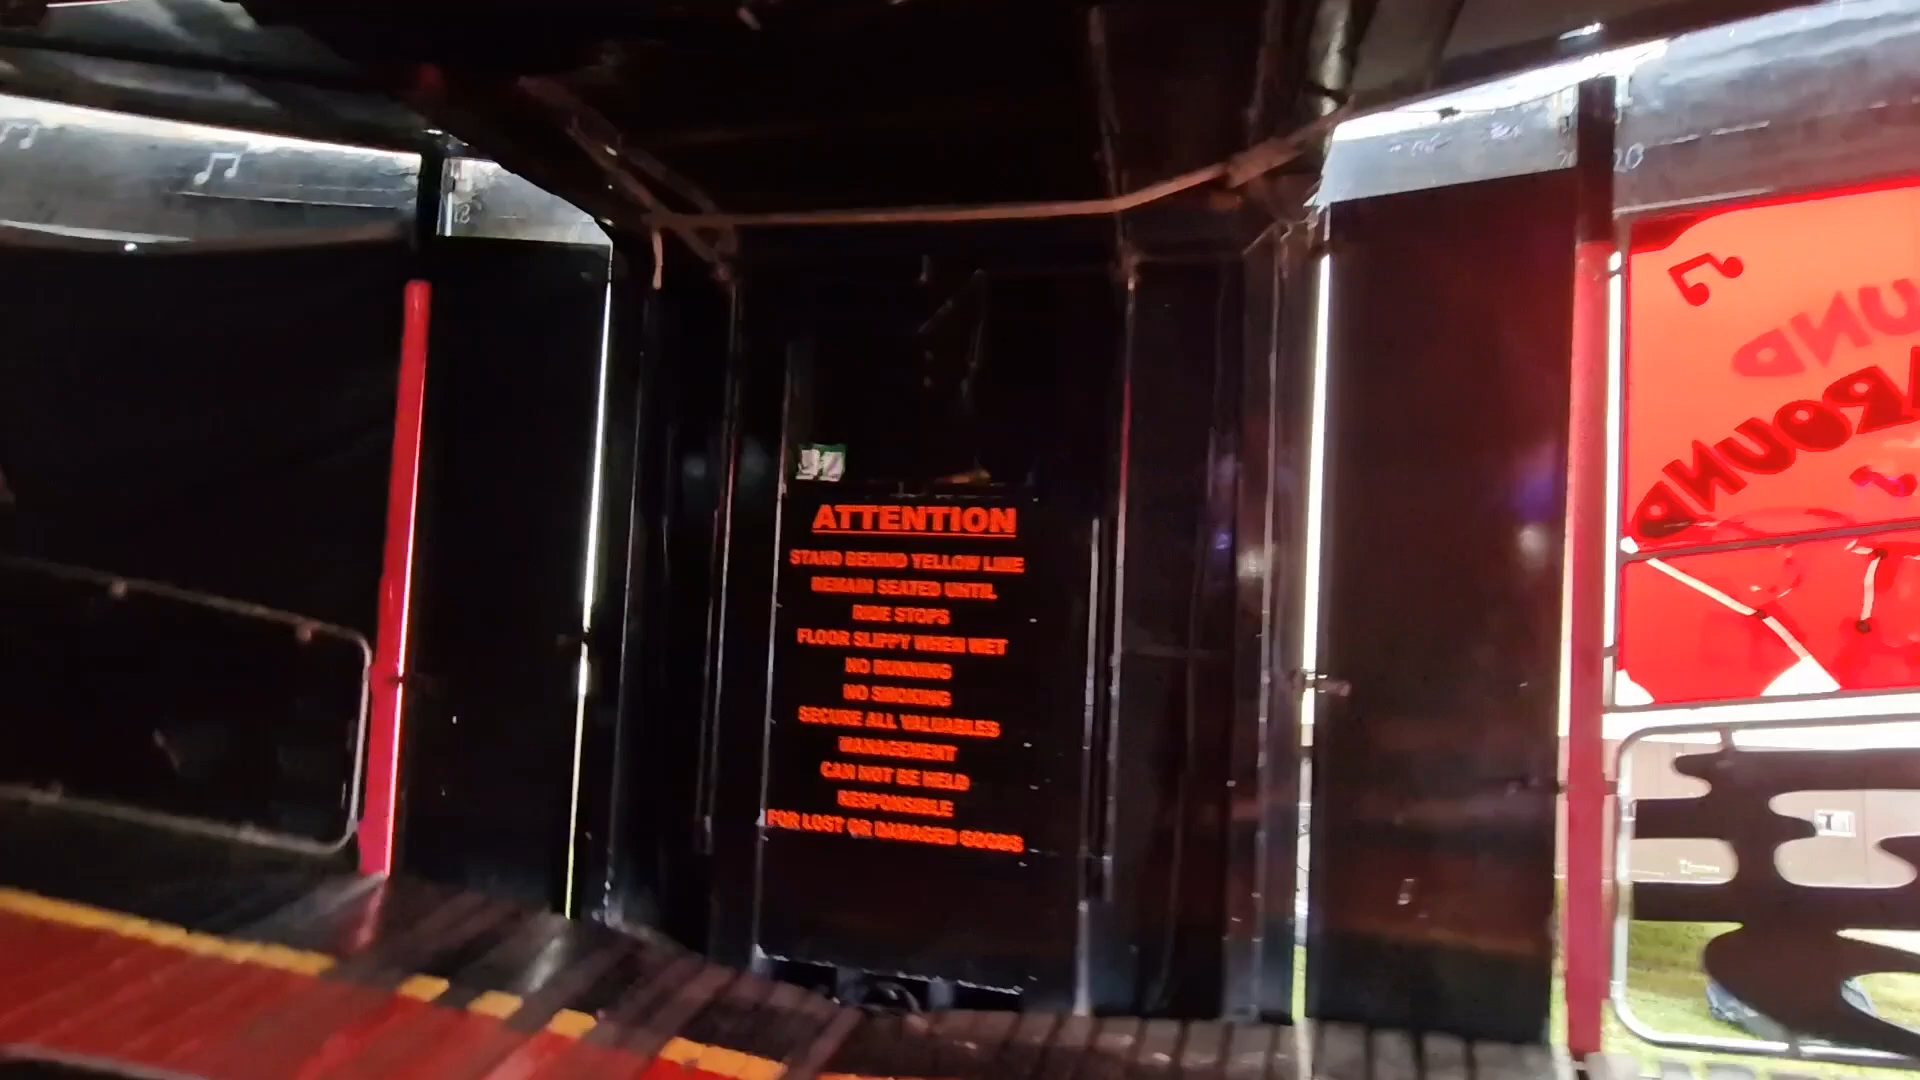 ATTENTION
STAND BEHIND YELLOW LINE
REMAIN SEATED UNTIL
RIDE STOPS
FLOOR SLIPPY WHEN WET
NO RUNNING
NO SMOKING
SECURE ALL VALUABLES
MANAGEMENT
CAN NOT BE HELD
RESPONSIBLE
FOR LOST OR DAMAGED GOODS
AROUND